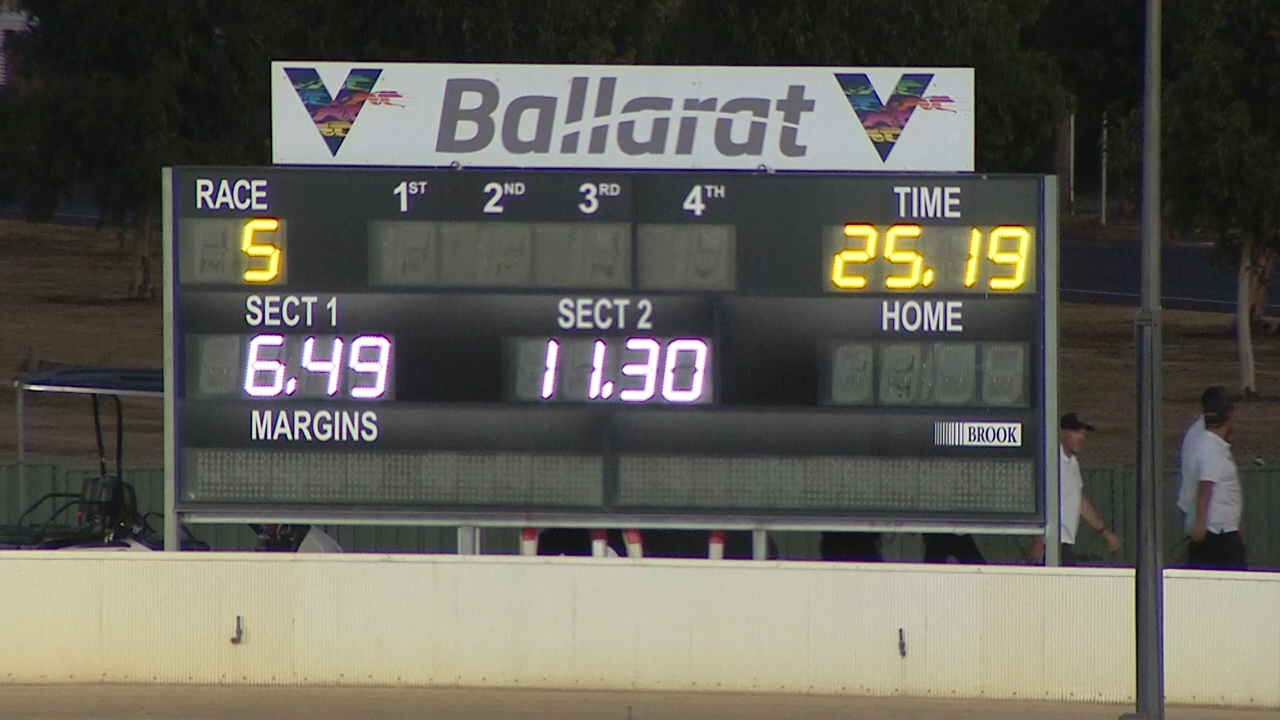 Ballarat
RACE 1ST 2ND 3RD 4TH TIME
5 25.19
SECT 1 SECT 2 HOME
6.49 11.30
MARGINS BROOK